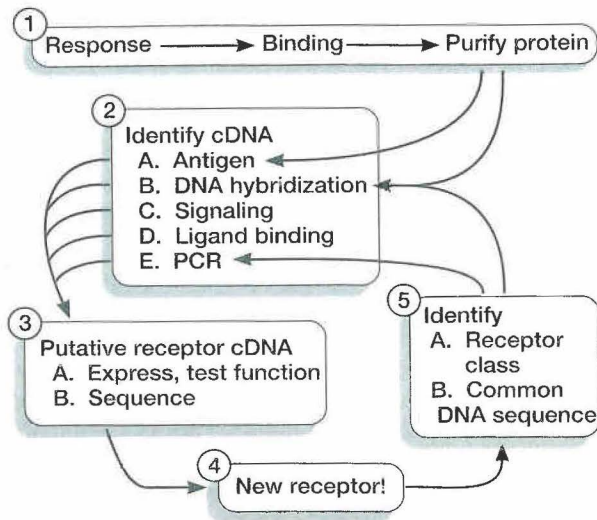 1
Response Binding Purify protein
2
Identify cDNA
A. Antigen
B. DNA hybridization
C. Signaling
D. Ligand binding
E. PCR
3
Putative receptor cDNA
A. Express, test function
B. Sequence
4
New receptor!
5
Identify
A. Receptor
class
B. Common
DNA sequence